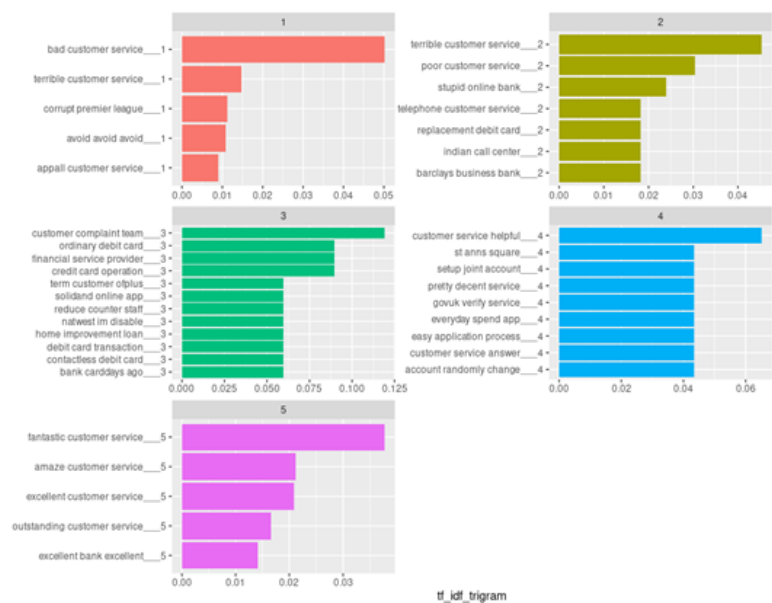 1
bad customer service___1
terrible customer service___1
corrupt premier league___1
avoid avoid avoid___1
appall customer service___1
0.00 0.01 0.02 0.03 0.04 0.05
2
terrible customer service___2
poor customer service___2
stupid online bank___2
telephone customer service___2
replacement debit card___2
indian call center___2
barclays business bank___2
0.00 0.01 0.02 0.03 0.04
3
customer complaint team___3
ordinary debit card___3
financial service provider___3
credit card operation___3
term customer ofplus___3
solidand online app___3
reduce counter staff___3
natwest im disable___3
home improvement loan___3
debit card transaction___3
contactless debit card___3
bank carddays ago___3
0.000 0.025 0.050 0.075 0.100 0.125
4
customer service helpful___4
st anns square___4
setup joint account___4
pretty decent service___4
govuk verify service___4
everyday spend app___4
easy application process___4
customer service answer___4
account randomly change___4
0.00 0.02 0.04 0.06
5
fantastic customer service___5
amaze customer service___5
excellent customer service___5
outstanding customer service___5
excellent bank excellent___5
0.00 0.01 0.02 0.03
tf_idf_trigram